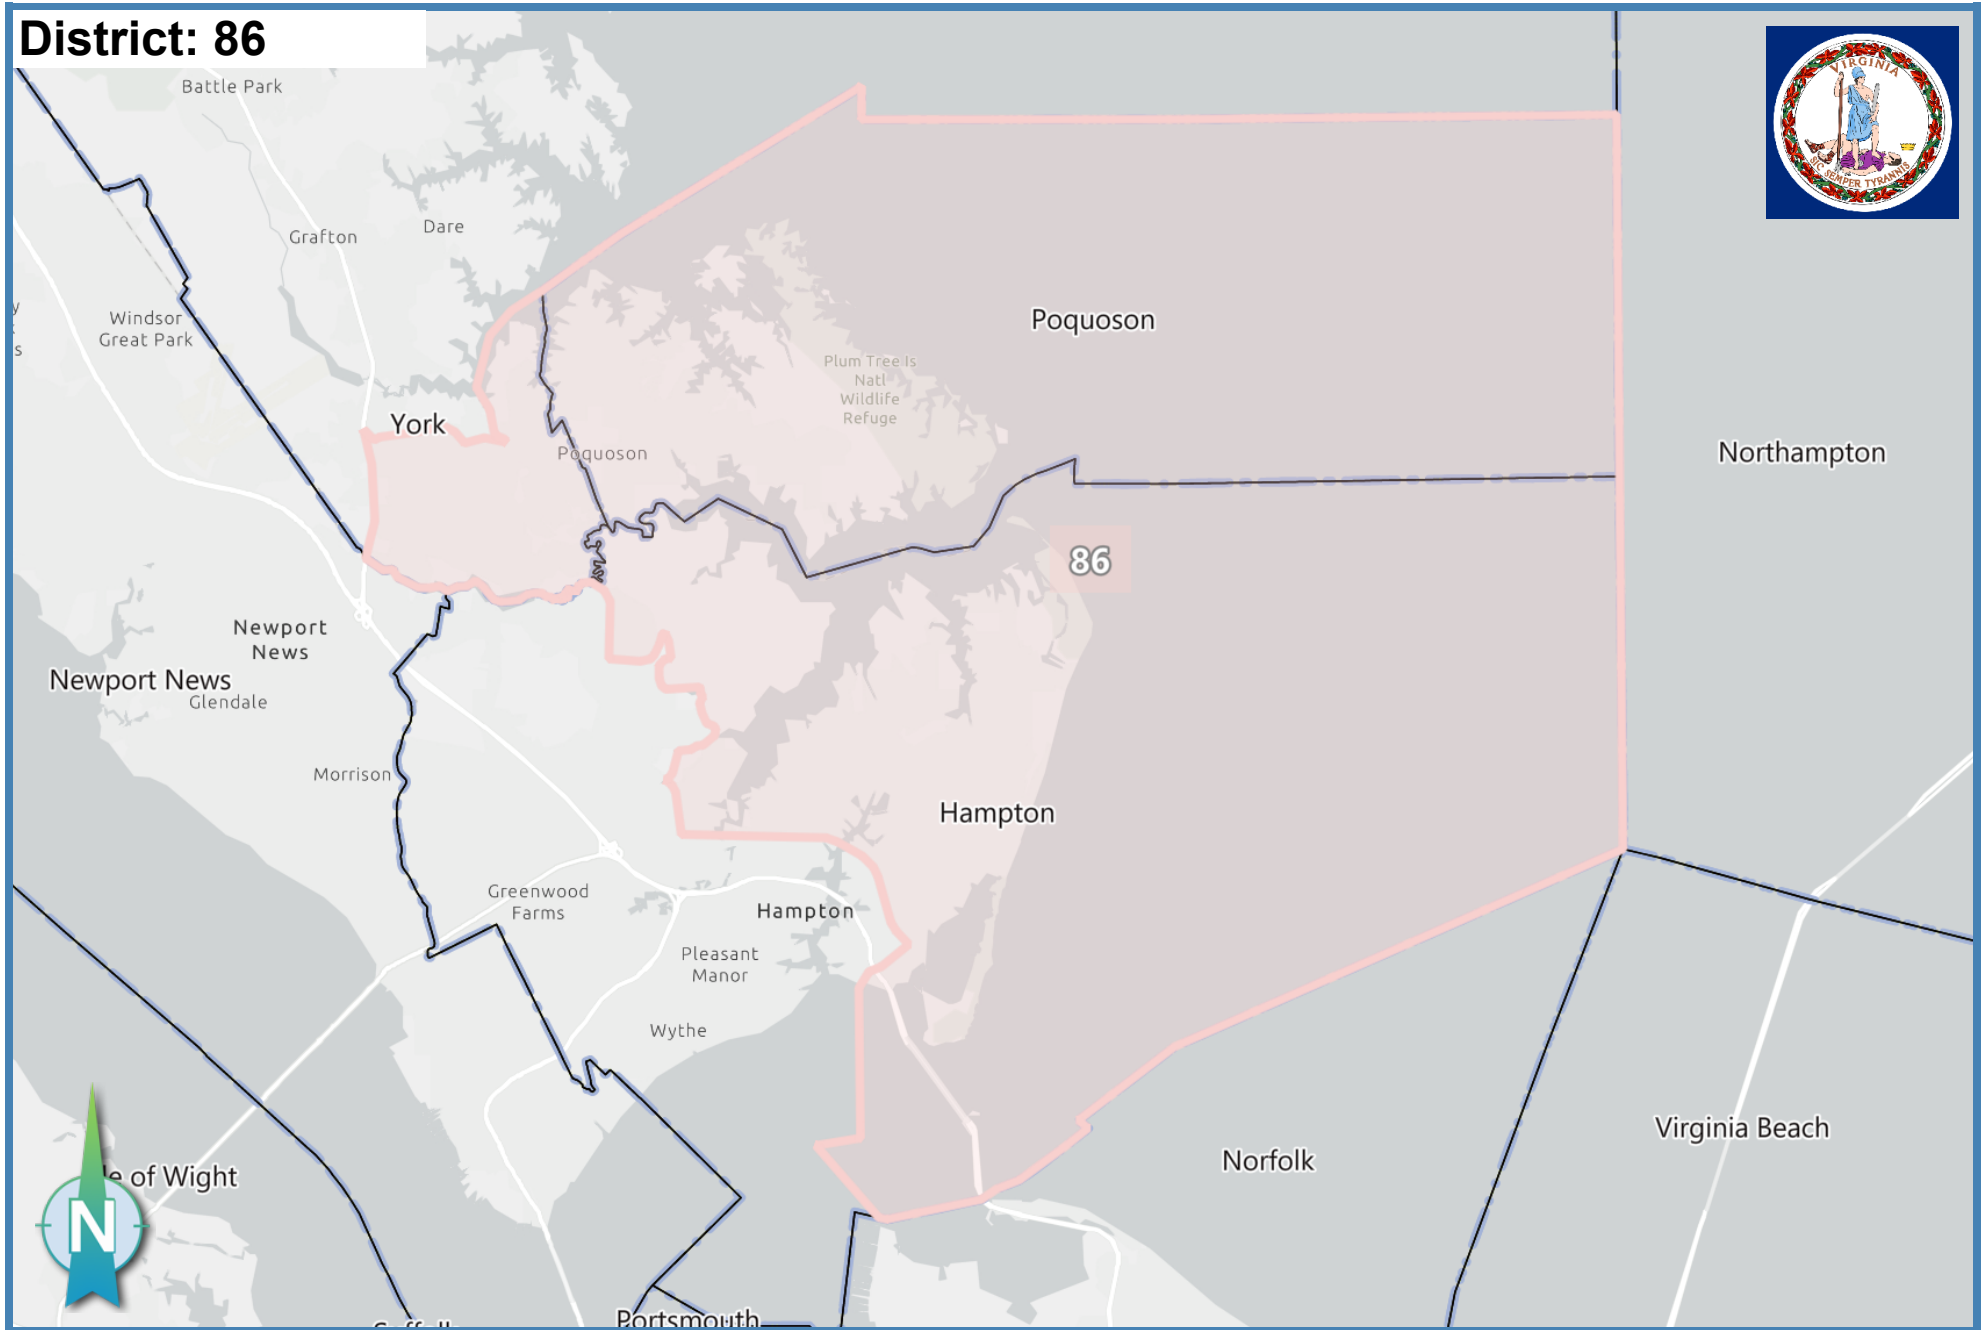 District: 86
Battle Park
VIRGINIA
SIC SEMPER TYRANNIS
Dare
Grafton
Windsor
Great Park
Poquoson
Plum Tree Is
Natl
Wildlife
Refuge
York
Poquoson
Northampton
86
Newport
News
Newport News
Glendale
Morrison
Hampton
Greenwood
Farms
Hampton
Pleasant
Manor
Wythe
Virginia Beach
Norfolk
of Wight
N
Portsmouth